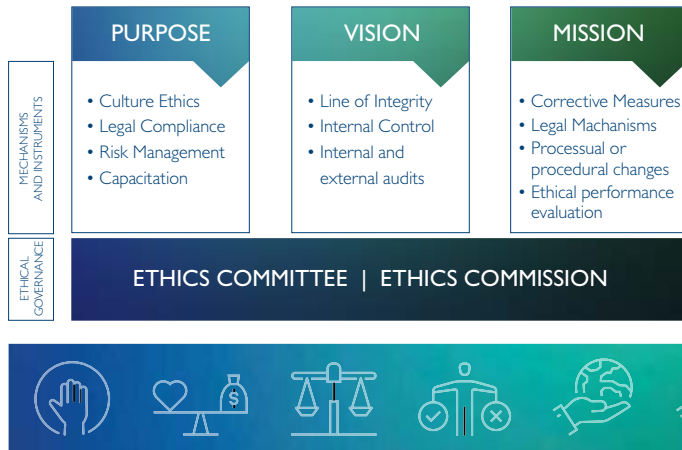 PURPOSE
VISION
MISSION
MECHANISMS
AND INSTRUMENTS
• Culture Ethics
• Legal Compliance
• Risk Management
• Capacitation
• Line of Integrity
• Internal Control
• Internal and
external audits
• Corrective Measures
• Legal Machanisms
• Processual or
procedural changes
• Ethical performance
evaluation
ETHICAL
GOVERNANCE
ETHICS COMMITTEE | ETHICS COMMISSION
$